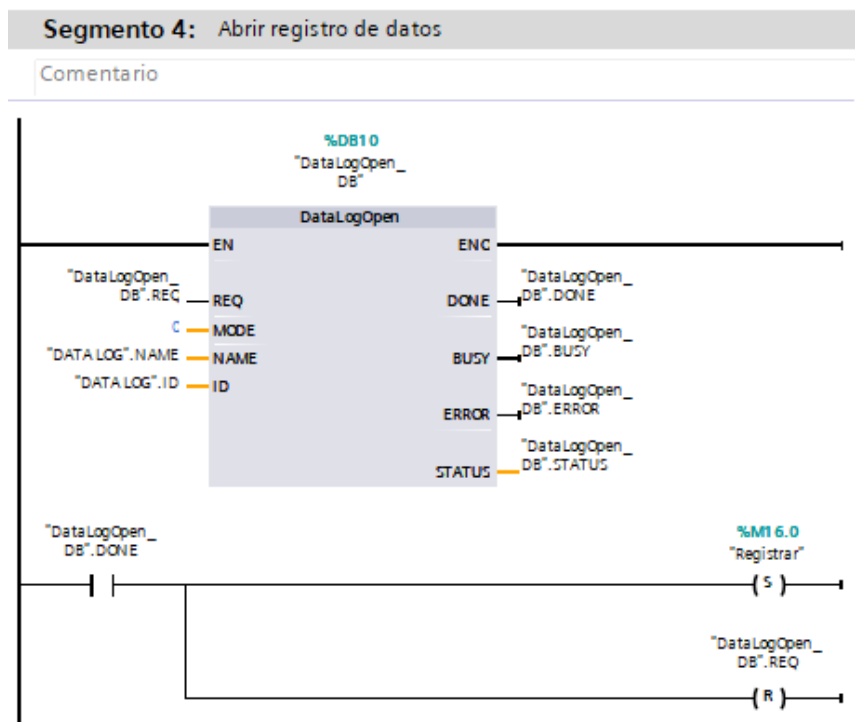 Segmento 4: Abrir registro de datos
Comentario
%DB10
"DataLogOpen_
DB"
DataLogOpen
EN
ENC
"DataLogOpen_
DB".REQ
REQ
C
MODE
"DATA LOG".NAME
NAME
"DATA LOG".ID
ID
DONE
"DataLogOpen_
DB".DONE
BUSY
"DataLogOpen_
DB".BUSY
ERROR
"DataLogOpen_
DB".ERROR
STATUS
"DataLogOpen_
DB".STATUS
"DataLogOpen_
DB".DONE
%M16.0
"Registrar"
( S )
"DataLogOpen_
DB".REQ
( R )